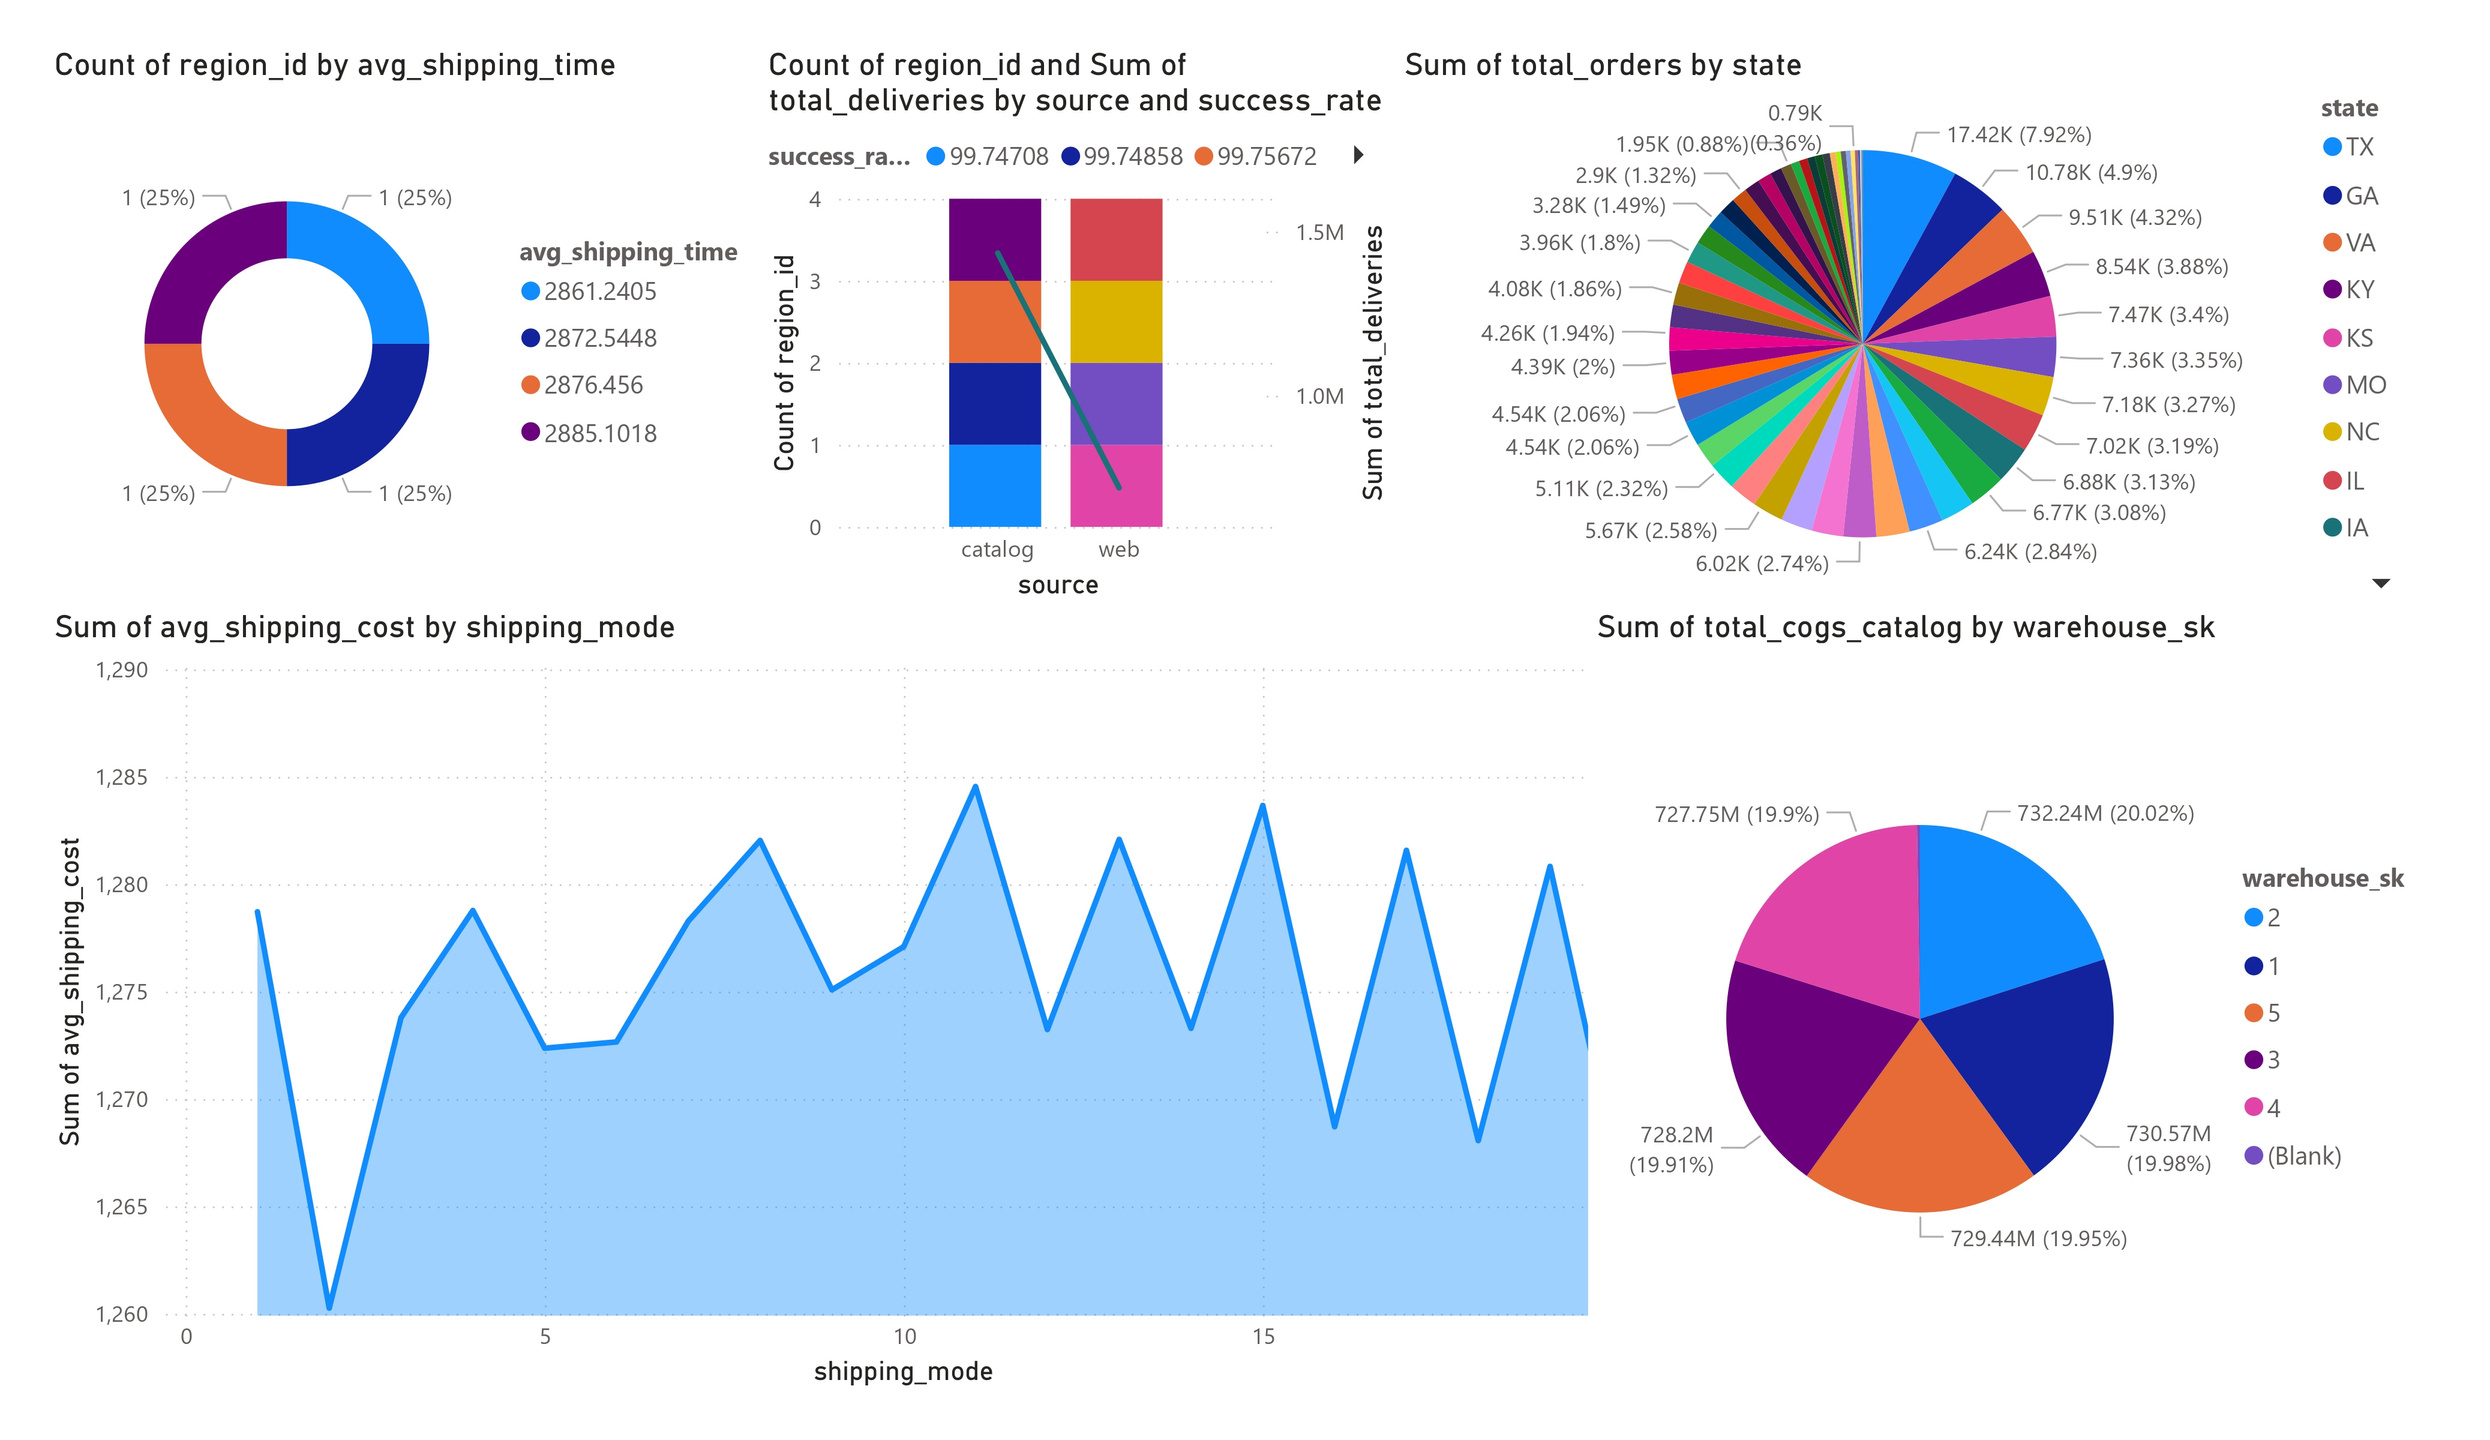 Count of region_id by avg_shipping_time
1 (25%)
1 (25%)
1 (25%)
1 (25%)
avg_shipping_time
2861.2405
2872.5448
2876.456
2885.1018
Count of region_id and Sum of
total_deliveries by source and success_rate
success_ra... 99.74708 99.74858 99.75672
Count of region_id
4
3
2
1
0
1.5M
1.0M
Sum of total_deliveries
catalog
web
source
Sum of total_orders by state
0.79K
(0.36%)
1.95K (0.88%)
2.9K (1.32%)
3.28K (1.49%)
3.96K (1.8%)
4.08K (1.86%)
4.26K (1.94%)
4.39K (2%)
4.54K (2.06%)
4.54K (2.06%)
5.11K (2.32%)
5.67K (2.58%)
6.02K (2.74%)
17.42K (7.92%)
10.78K (4.9%)
9.51K (4.32%)
8.54K (3.88%)
7.47K (3.4%)
7.36K (3.35%)
7.18K (3.27%)
7.02K (3.19%)
6.88K (3.13%)
6.77K (3.08%)
6.24K (2.84%)
state
TX
GA
VA
KY
KS
MO
NC
IL
IA
Sum of avg_shipping_cost by shipping_mode
Sum of avg_shipping_cost
1,290
1,285
1,280
1,275
1,270
1,265
1,260
0
5
10
15
shipping_mode
Sum of total_cogs_catalog by warehouse_sk
727.75M (19.9%)
732.24M (20.02%)
728.2M
(19.91%)
730.57M
(19.98%)
729.44M (19.95%)
warehouse_sk
2
1
5
3
4
(Blank)